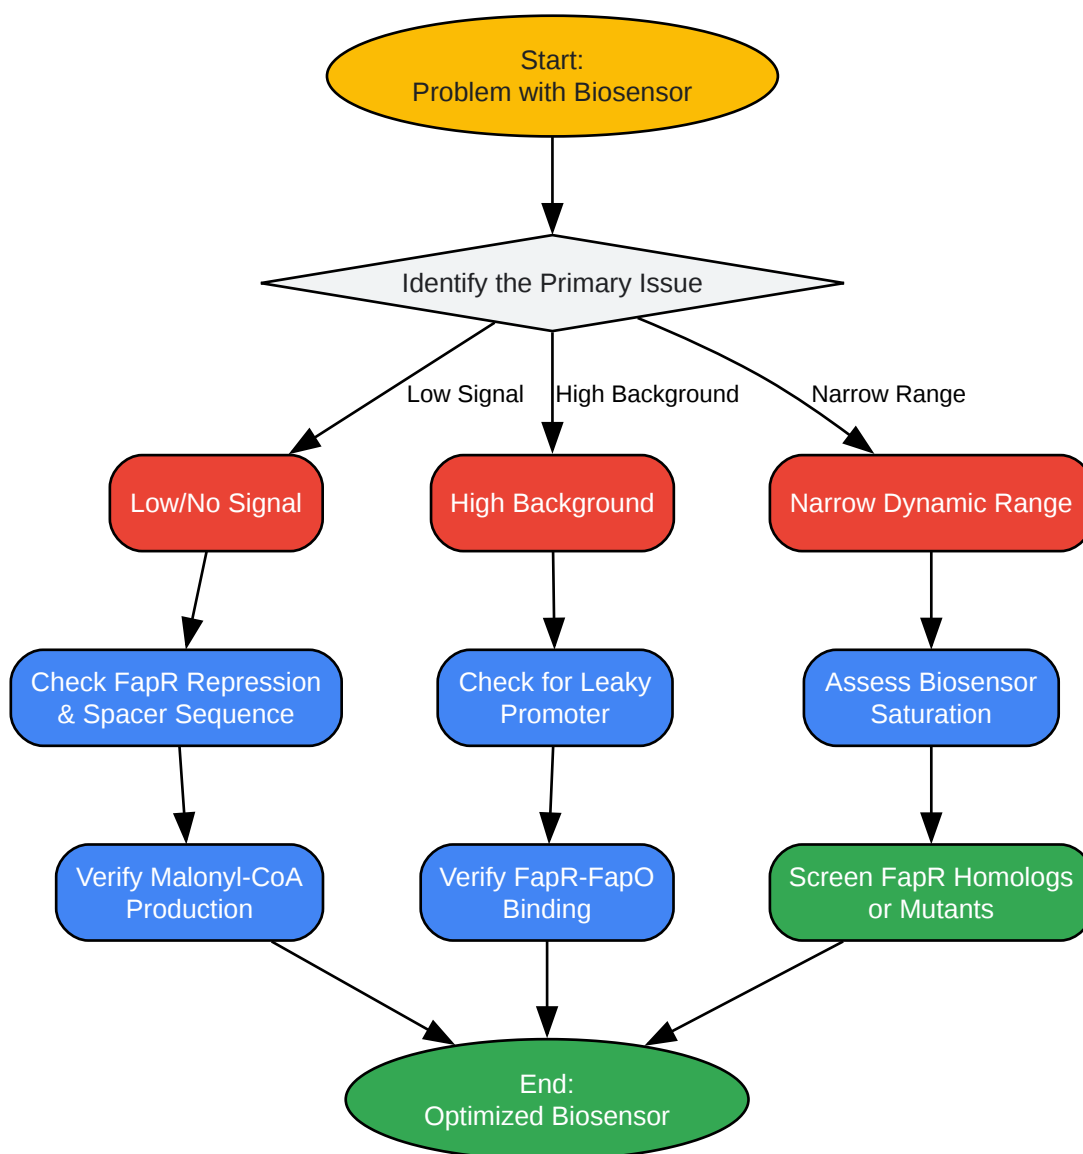 Start:
Problem with Biosensor
Identify the Primary Issue
Low Signal
High Background
Narrow Range
Low/No Signal
High Background
Narrow Dynamic Range
Check FapR Repression
& Spacer Sequence
Check for Leaky
Promoter
Assess Biosensor
Saturation
Verify Malonyl-CoA
Production
Verify FapR-FapO
Binding
Screen FapR Homologs
or Mutants
End:
Optimized Biosensor